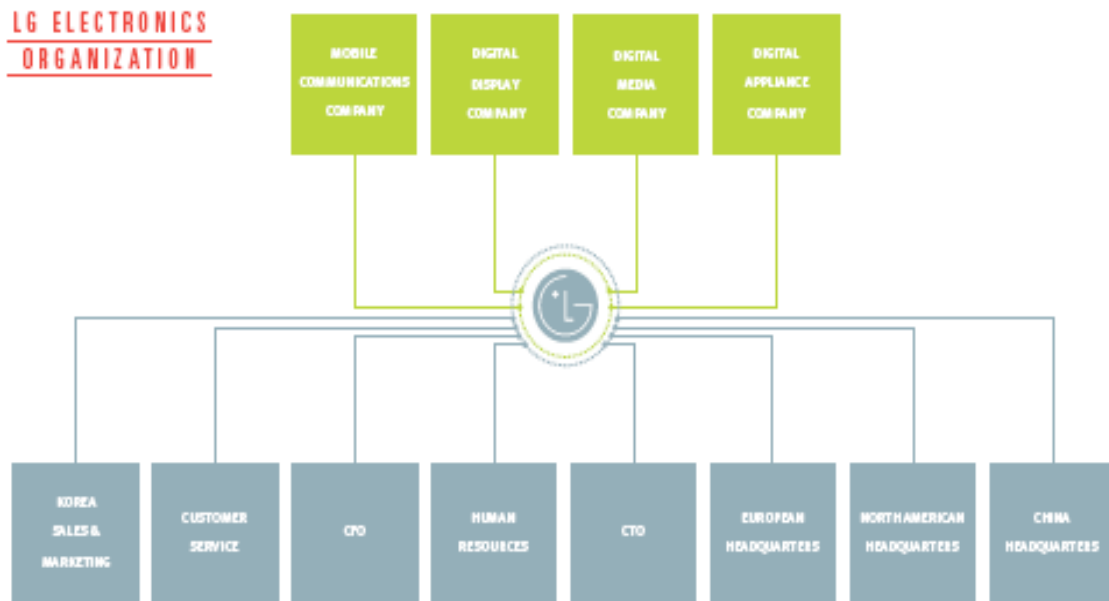 LG ELECTRONICS
ORGANIZATION
MOBILE
COMMUNICATIONS
COMPANY
DIGITAL
DISPLAY
COMPANY
DIGITAL
MEDIA
COMPANY
DIGITAL
APPLIANCE
COMPANY
LG
KOREA
SALES &
MARKETING
CUSTOMER
SERVICE
CFO
HUMAN
RESOURCES
CTO
EUROPEAN
HEADQUARTERS
NORTH AMERICAN
HEADQUARTERS
CHINA
HEADQUARTERS